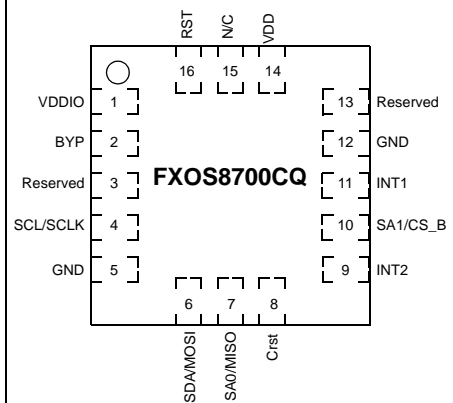 RST
N/C
VDD
16
15
14
VDDIO 1
13 Reserved
BYP 2
12 GND
Reserved 3
FXOS8700CQ
11 INT1
SCL/SCLK 4
10 SA1/CS_B
GND 5
9 INT2
6
7
8
SDA/MOSI
SA0/MISO
Crst